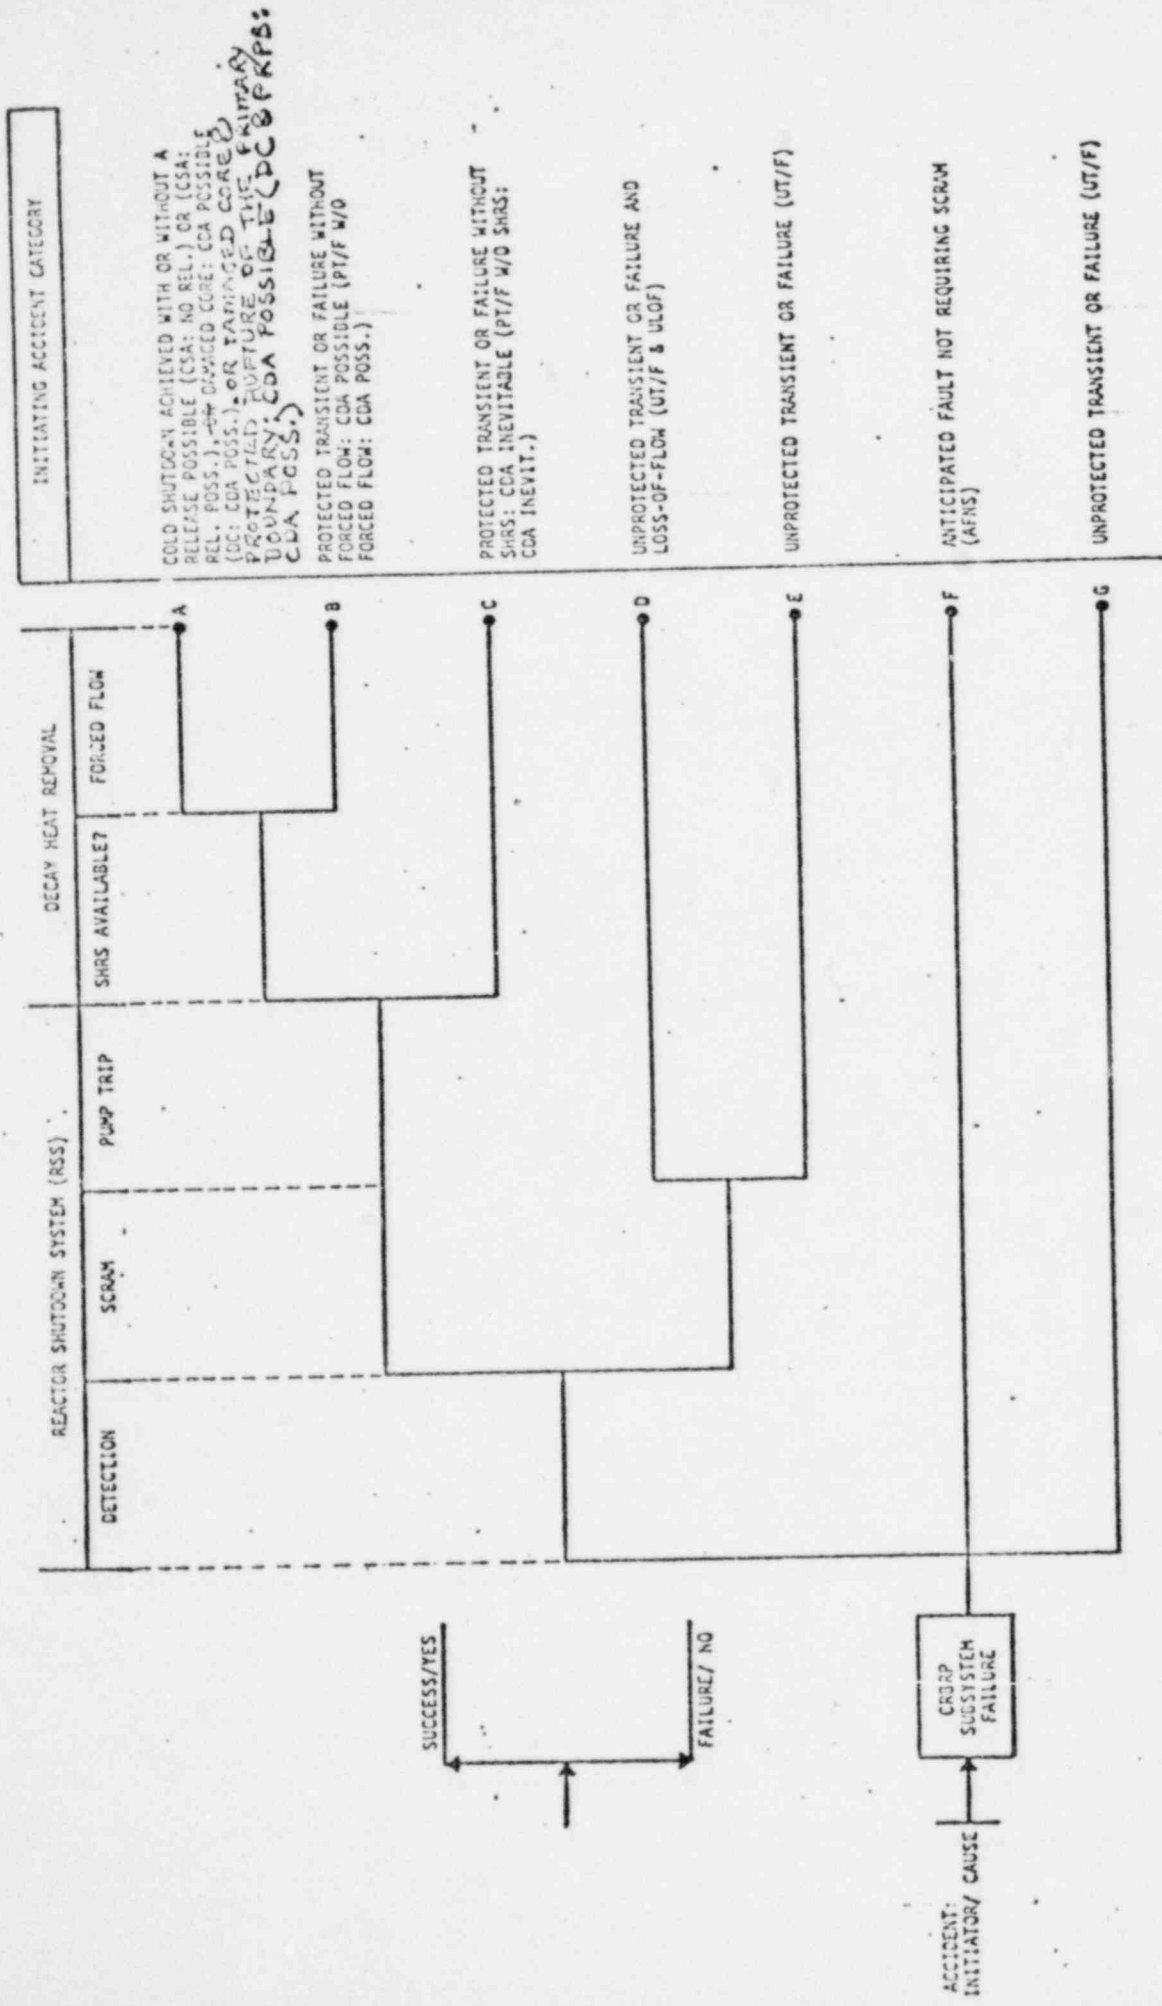 INITIATING ACCIDENT CATEGORY
REACTOR SHUTDOWN SYSTEM (RSS)
DECAY HEAT REMOVAL
DETECTION
SCRAM
PUMP TRIP
SHRS AVAILABLE?
FORCED FLOW
SUCCESS/YES
FAILURE/ NO
ACCIDENT:
INITIATOR/ CAUSE
CRBRP
SUBSYSTEM
FAILURE
A
COLD SHUTDOWN ACHIEVED WITH OR WITHOUT A
RELEASE POSSIBLE (CSA: NO REL.) OR (CSA:
REL. POSS.), OR DAMAGED CORE: CDA POSSIBLE
(DC: CDA POSS.). OR DAMAGED CORE &
PROTECTED RUPTURE OF THE PRIMARY
BOUNDARY: CDA POSSIBLE (DC&PRPB:
CDA POSS.)
B
PROTECTED TRANSIENT OR FAILURE WITHOUT
FORCED FLOW: CDA POSSIBLE (PT/F W/O
FORCED FLOW: CDA POSS.)
C
PROTECTED TRANSIENT OR FAILURE WITHOUT
SHRS: CDA INEVITABLE (PT/F W/O SHRS:
CDA INEVIT.)
D
UNPROTECTED TRANSIENT OR FAILURE AND
LOSS-OF-FLOW (UT/F & ULOF)
E
UNPROTECTED TRANSIENT OR FAILURE (UT/F)
F
ANTICIPATED FAULT NOT REQUIRING SCRAM
(AFNS)
G
UNPROTECTED TRANSIENT OR FAILURE (UT/F)